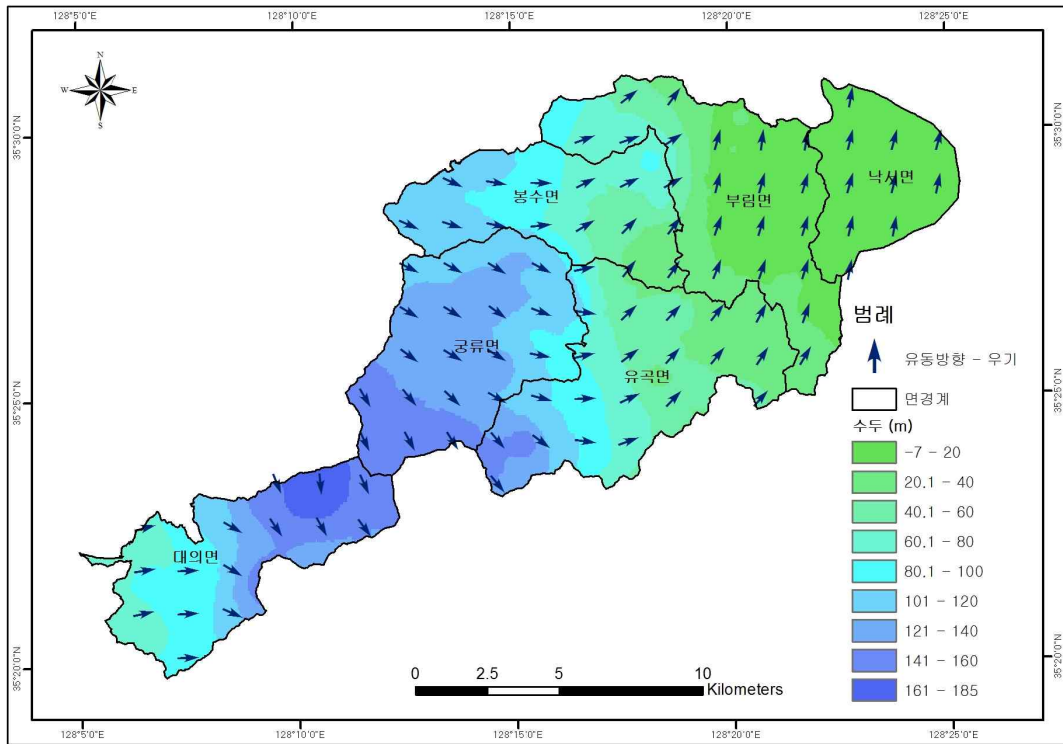 128°5'0"E 128°10'0"E 128°15'0"E 128°20'0"E 128°25'0"E
N
W E
S
35°30'0"N 35°30'0"N
낙서면
봉수면 부림면
범례
궁류면
유동방향 - 우기
유곡면
35°25'0"N 35°25'0"N
면경계
수두 (m)
-7 - 20
20.1 - 40
40.1 - 60
60.1 - 80
대의면
80.1 - 100
101 - 120
121 - 140
35°20'0"N 35°20'0"N
0 2.5 5 10
141 - 160
Kilometers
161 - 185
128°5'0"E 128°10'0"E 128°15'0"E 128°20'0"E 128°25'0"E